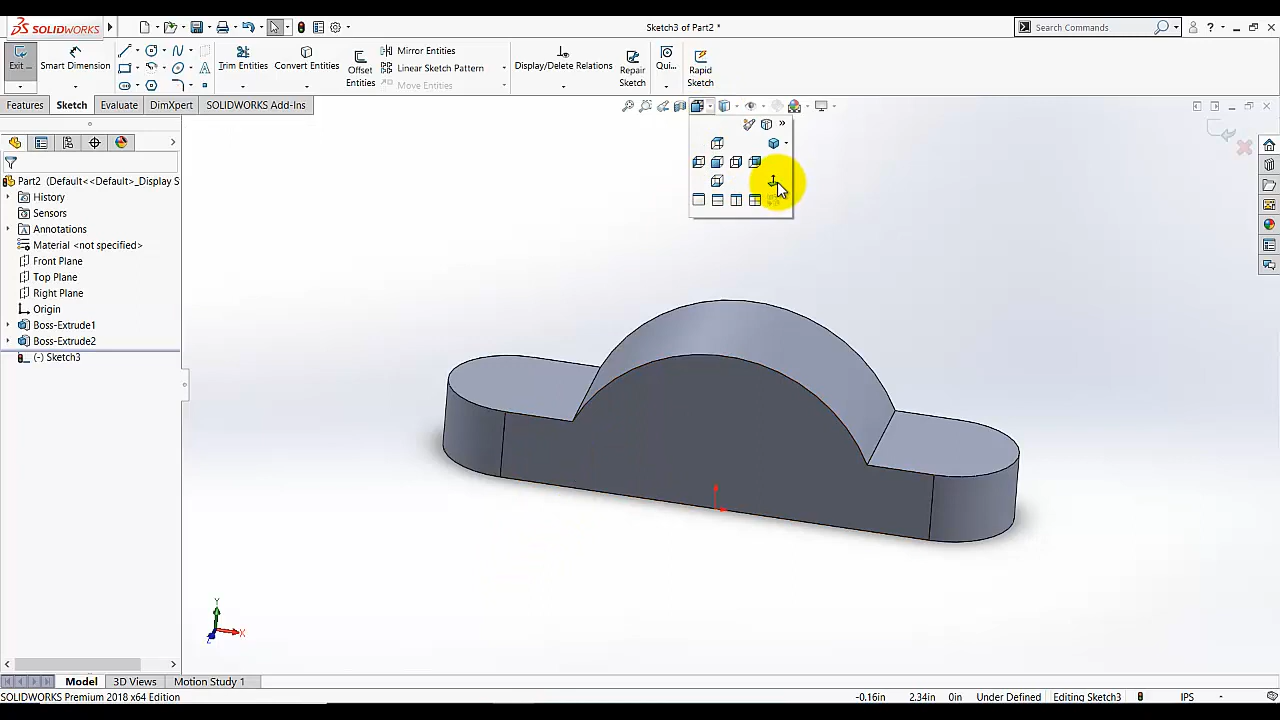 SOLIDWORKS
Sketch3 of Part2 *
Search Commands
Exit ...
Smart Dimension
Trim Entities
Convert Entities
Offset Entities
Mirror Entities
Linear Sketch Pattern
Move Entities
Display/Delete Relations
Repair Sketch
Qui...
Rapid Sketch
Features
Sketch
Evaluate
DimXpert
SOLIDWORKS Add-Ins
Part2 (Default<<Default>_Display S
History
Sensors
Annotations
Material <not specified>
Front Plane
Top Plane
Right Plane
Origin
Boss-Extrude1
Boss-Extrude2
(-) Sketch3
Y
X
Z
Model
3D Views
Motion Study 1
SOLIDWORKS Premium 2018 x64 Edition
-0.16in
2.34in
0in
Under Defined
Editing Sketch3
IPS